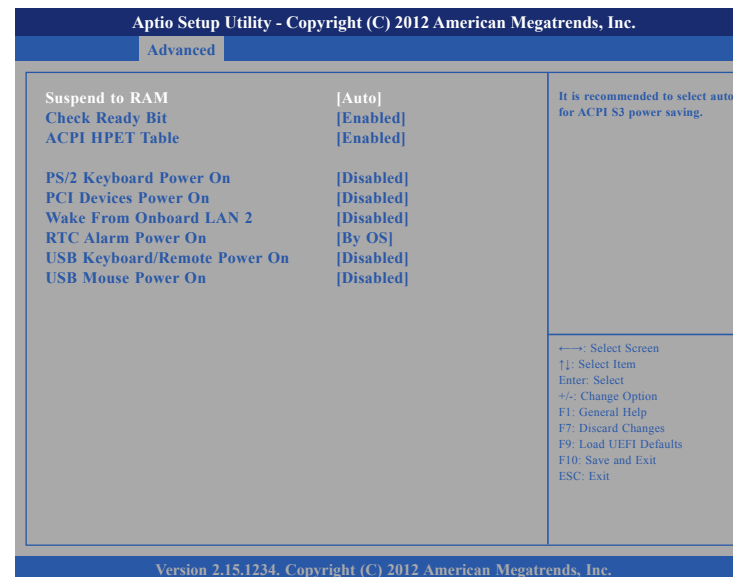 Aptio Setup Utility - Copyright (C) 2012 American Megatrends, Inc.
Advanced
Suspend to RAM [Auto]
Check Ready Bit [Enabled]
ACPI HPET Table [Enabled]
PS/2 Keyboard Power On [Disabled]
PCI Devices Power On [Disabled]
Wake From Onboard LAN 2 [Disabled]
RTC Alarm Power On [By OS]
USB Keyboard/Remote Power On [Disabled]
USB Mouse Power On [Disabled]
It is recommended to select auto
for ACPI S3 power saving.
←→: Select Screen
↑↓: Select Item
Enter: Select
+/-: Change Option
F1: General Help
F7: Discard Changes
F9: Load UEFI Defaults
F10: Save and Exit
ESC: Exit
Version 2.15.1234. Copyright (C) 2012 American Megatrends, Inc.